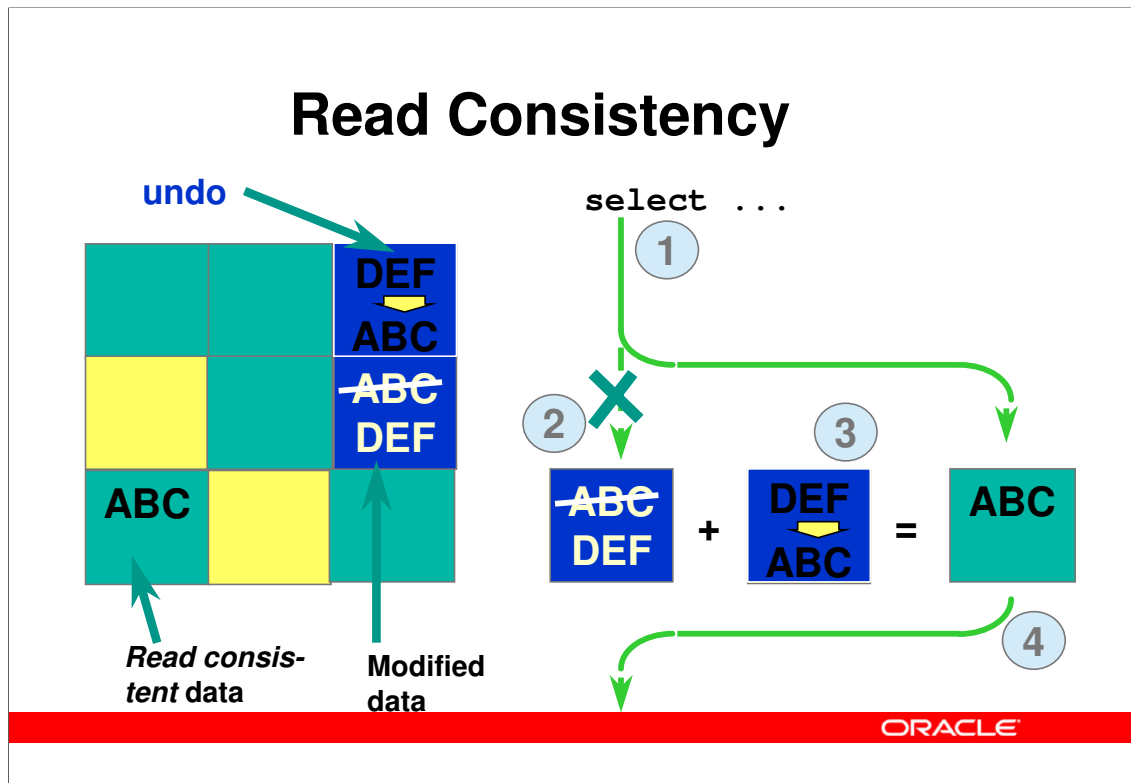 Read Consistency
undo
select ...
1
DEF
ABC
ABC
DEF
ABC
2
3
ABC
DEF
+
DEF
ABC
=
ABC
4
Read consis-
tent data
Modified
data
ORACLE